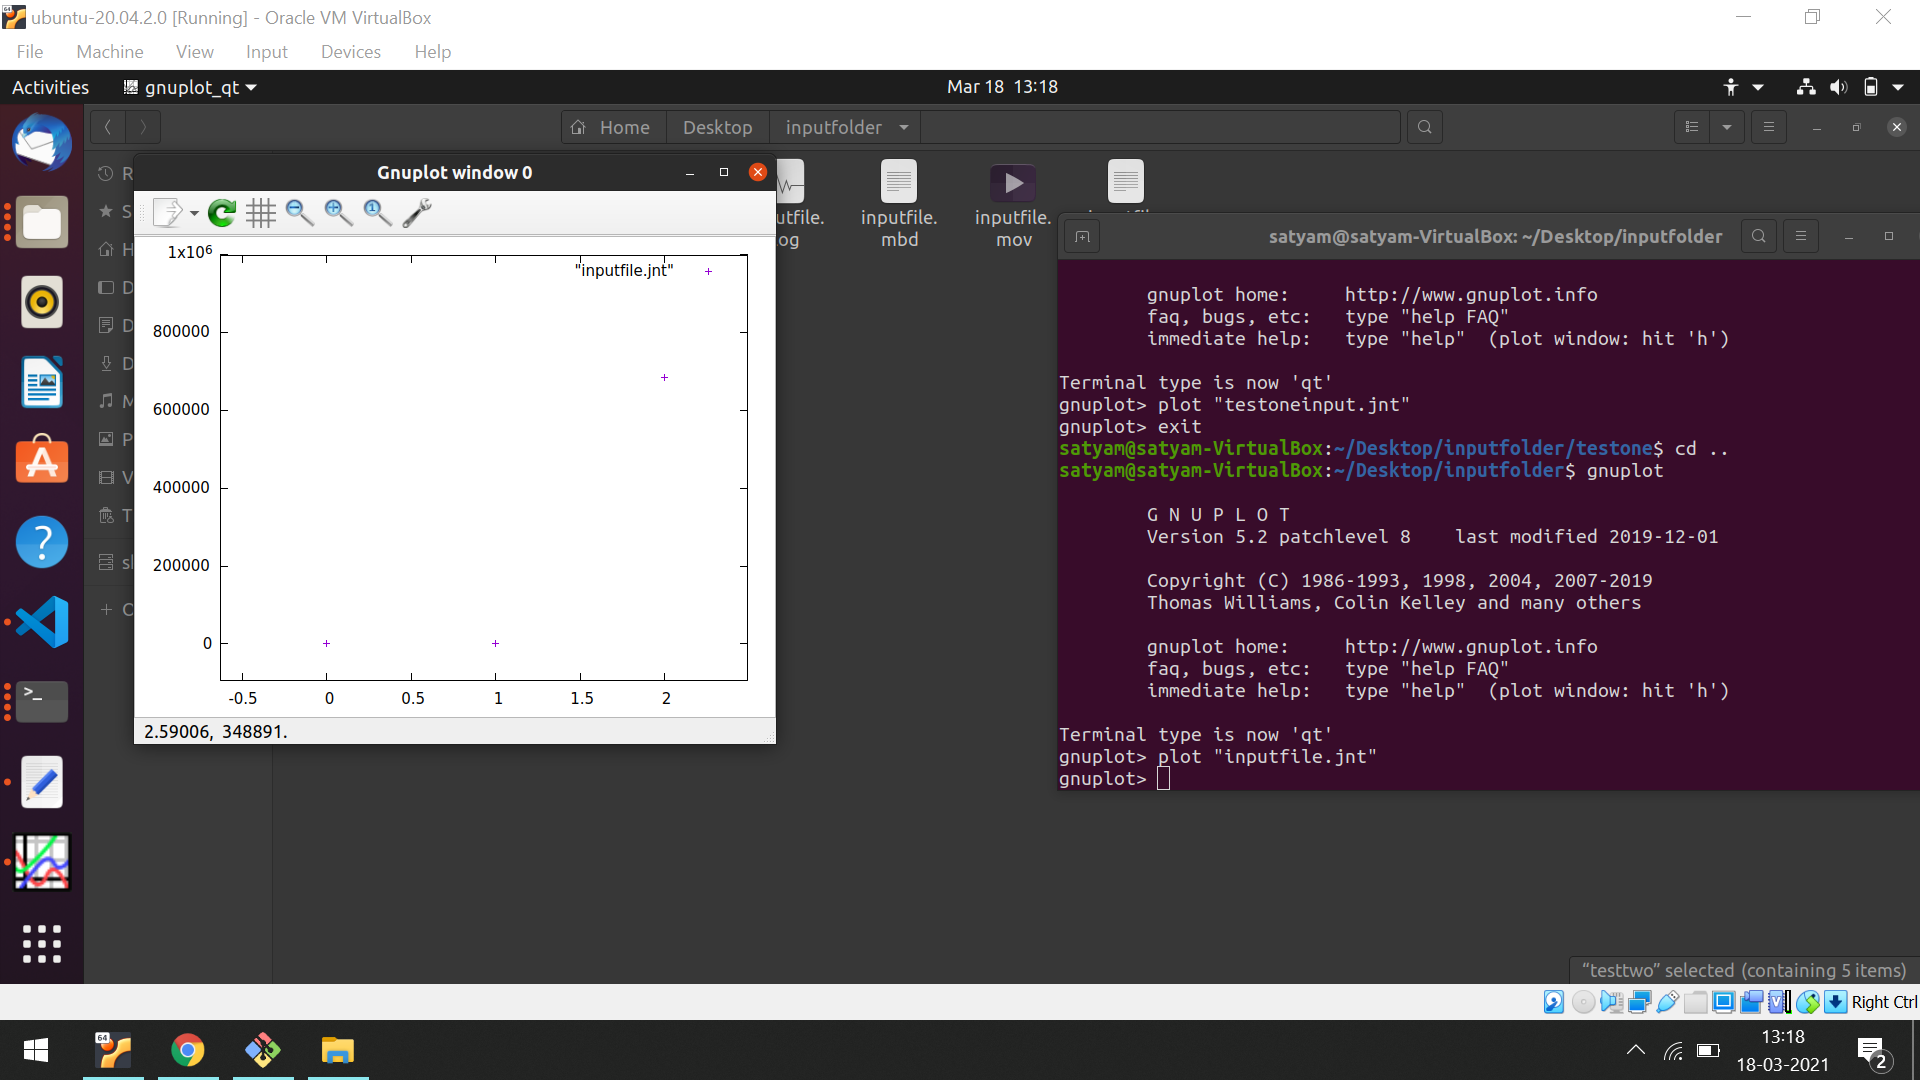 ubuntu-20.04.2.0 [Running] - Oracle VM VirtualBox
File Machine View Input Devices Help
Activities gnuplot_qt Mar 18 13:18
Home Desktop inputfolder
Gnuplot window 0
"inputfile.jnt"
1x10⁶
800000
600000
400000
200000
0
-0.5 0 0.5 1 1.5 2
2.59006, 348891.
inputfile.
mbd
inputfile.
mov
satyam@satyam-VirtualBox: ~/Desktop/inputfolder
gnuplot home: http://www.gnuplot.info
faq, bugs, etc: type "help FAQ"
immediate help: type "help" (plot window: hit 'h')
Terminal type is now 'qt'
gnuplot> plot "testoneinput.jnt"
gnuplot> exit
satyam@satyam-VirtualBox:~/Desktop/inputfolder/testone$ cd ..
satyam@satyam-VirtualBox:~/Desktop/inputfolder$ gnuplot
G N U P L O T
Version 5.2 patchlevel 8 last modified 2019-12-01
Copyright (C) 1986-1993, 1998, 2004, 2007-2019
Thomas Williams, Colin Kelley and many others
gnuplot home: http://www.gnuplot.info
faq, bugs, etc: type "help FAQ"
immediate help: type "help" (plot window: hit 'h')
Terminal type is now 'qt'
gnuplot> plot "inputfile.jnt"
gnuplot>
“testtwo” selected (containing 5 items)
Right Ctrl
64
13:18
18-03-2021
2